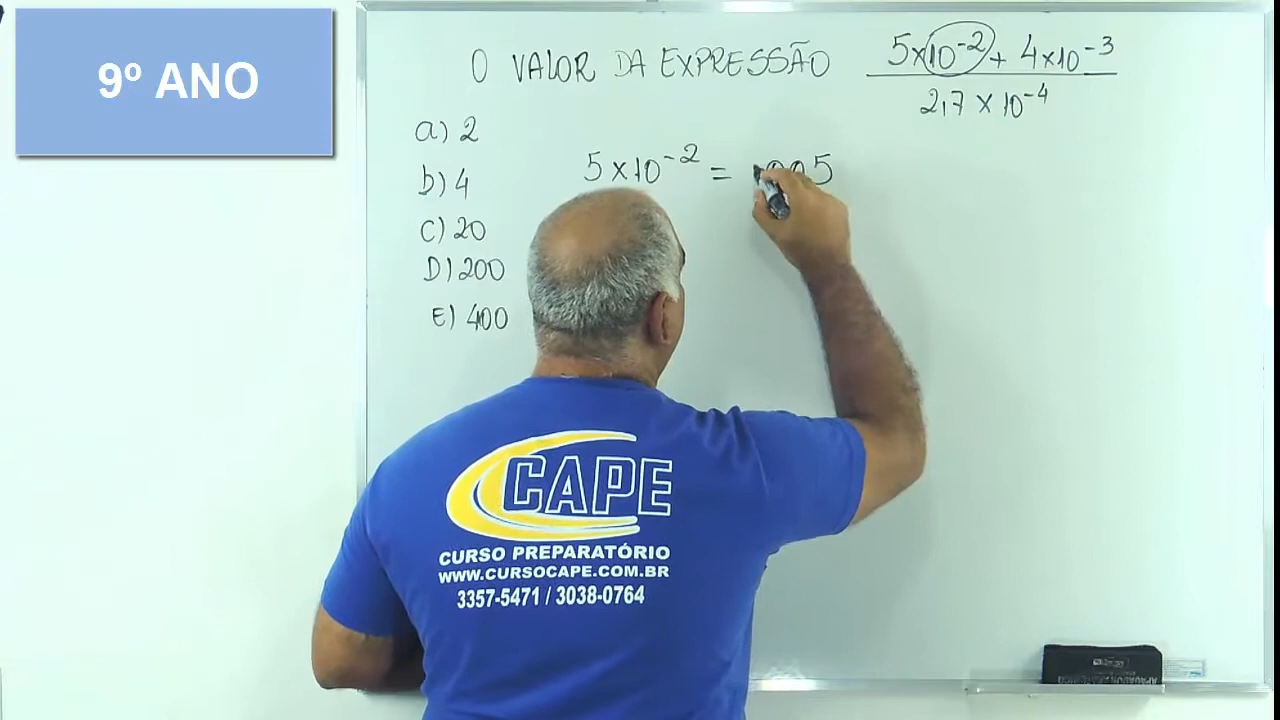 9º ANO
O VALOR DA EXPRESSÃO 5x10⁻² + 4x10⁻³
2,7 x 10⁻⁴
a) 2
b) 4
c) 20
D) 200
E) 400
5 x 10⁻² = 005
CAPE
CURSO PREPARATÓRIO
WWW.CURSOCAPE.COM.BR
3357-5471 / 3038-0764